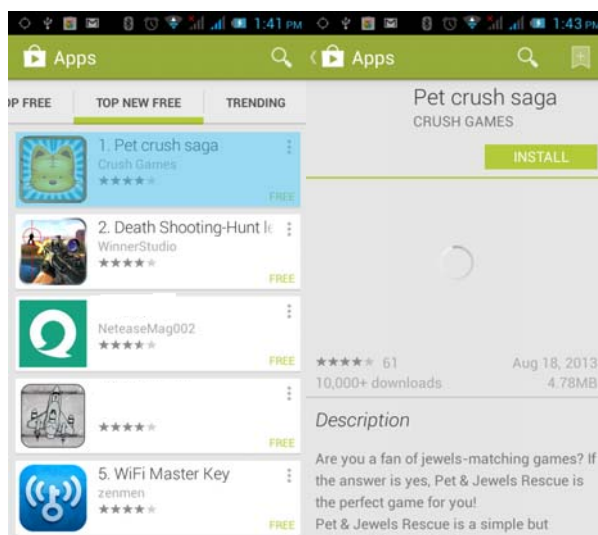 1:41 PM
Apps
OP FREE
TOP NEW FREE
TRENDING
1. Pet crush saga
Crush Games
FREE
2. Death Shooting-Hunt le
WinnerStudio
FREE
NeteaseMag002
FREE
FREE
5. WiFi Master Key
zenmen
FREE
1:43 PM
Apps
Pet crush saga
CRUSH GAMES
INSTALL
61
Aug 18, 2013
10,000+ downloads
4.78MB
Description
Are you a fan of jewels-matching games? If
the answer is yes, Pet & Jewels Rescue is
the perfect game for you!
Pet & Jewels Rescue is a simple but